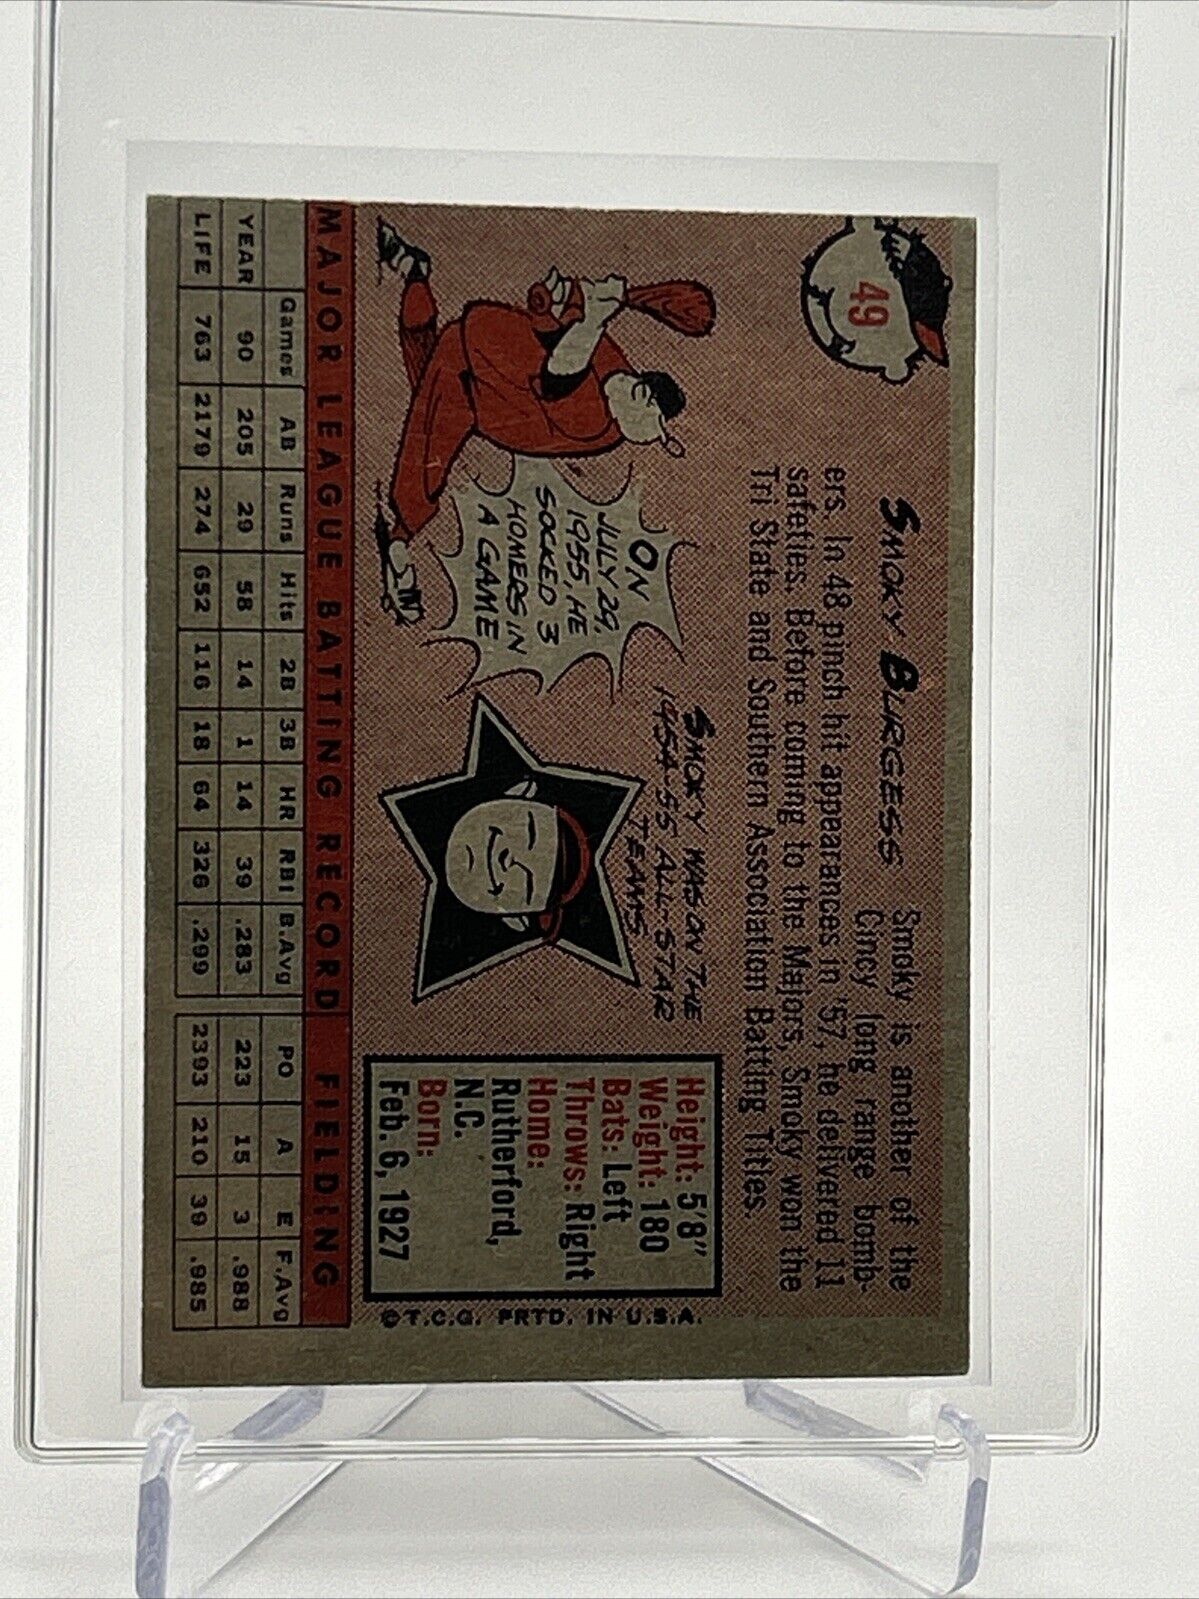 49
SMOKY BURGESS
Smoky is another of the
Cincy long range bomb-
ers. In 48 pinch hit appearances in '57, he delivered 11
safeties. Before coming to the Majors, Smoky won the
Tri State and Southern Association Batting Titles.
ON
JULY 29,
1955, HE
SOCKED 3
HOMERS IN
A GAME
SMOKY WAS ON THE
1954-55 ALL-STAR
TEAMS
Height: 5'8"
Weight: 180
Bats: Left
Throws: Right
Home:
Rutherford,
N.C.
Born:
Feb. 6, 1927
©T.C.G. PRTD. IN U.S.A.
MAJOR LEAGUE BATTING RECORD FIELDING
Games AB Runs Hits 2B 3B HR RBI B.Avg PO A E F.Avg
YEAR 90 205 29 58 14 1 14 39 .283 223 15 3 .988
LIFE 763 2179 274 652 116 18 64 326 .299 2393 210 39 .985